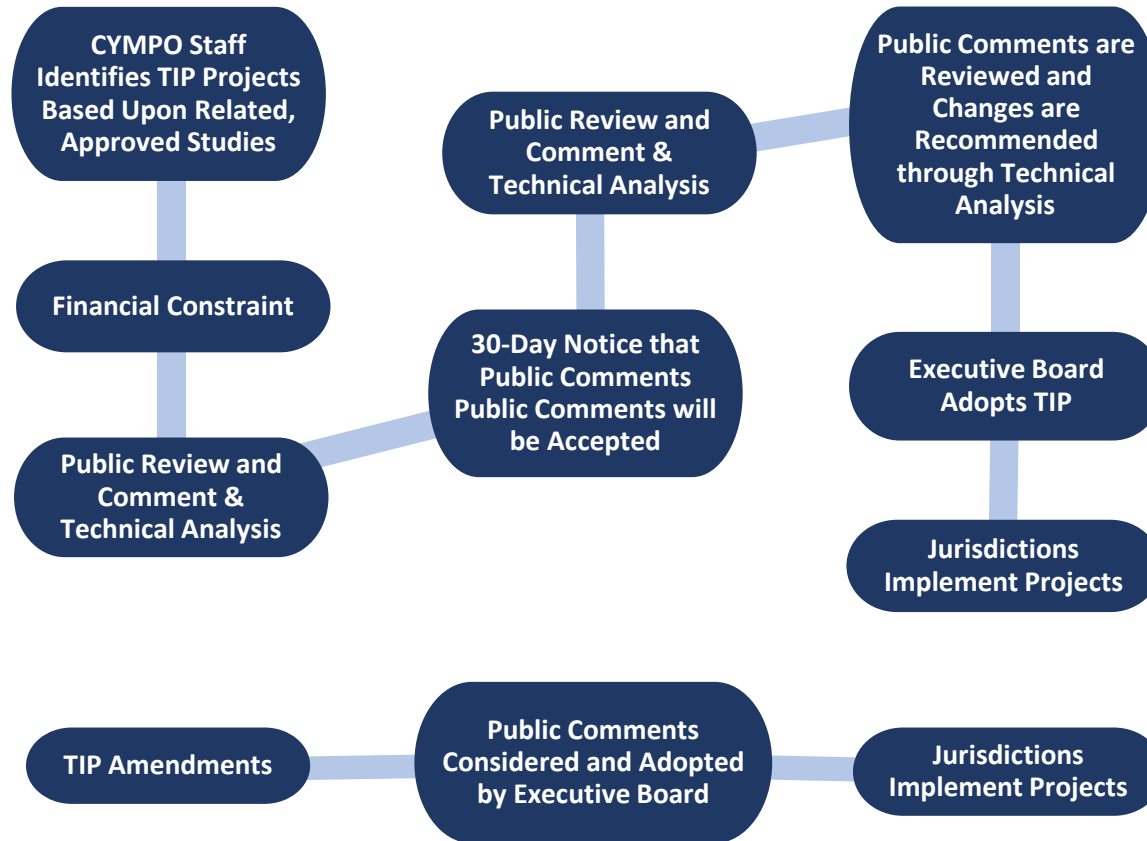 CYMPO Staff
Identifies TIP Projects
Based Upon Related,
Approved Studies
Financial Constraint
Public Review and
Comment &
Technical Analysis
30-Day Notice that
Public Comments
Public Comments will
be Accepted
Public Review and
Comment &
Technical Analysis
Public Comments are
Reviewed and
Changes are
Recommended
through Technical
Analysis
Executive Board
Adopts TIP
Jurisdictions
Implement Projects
TIP Amendments
Public Comments
Considered and Adopted
by Executive Board
Jurisdictions
Implement Projects